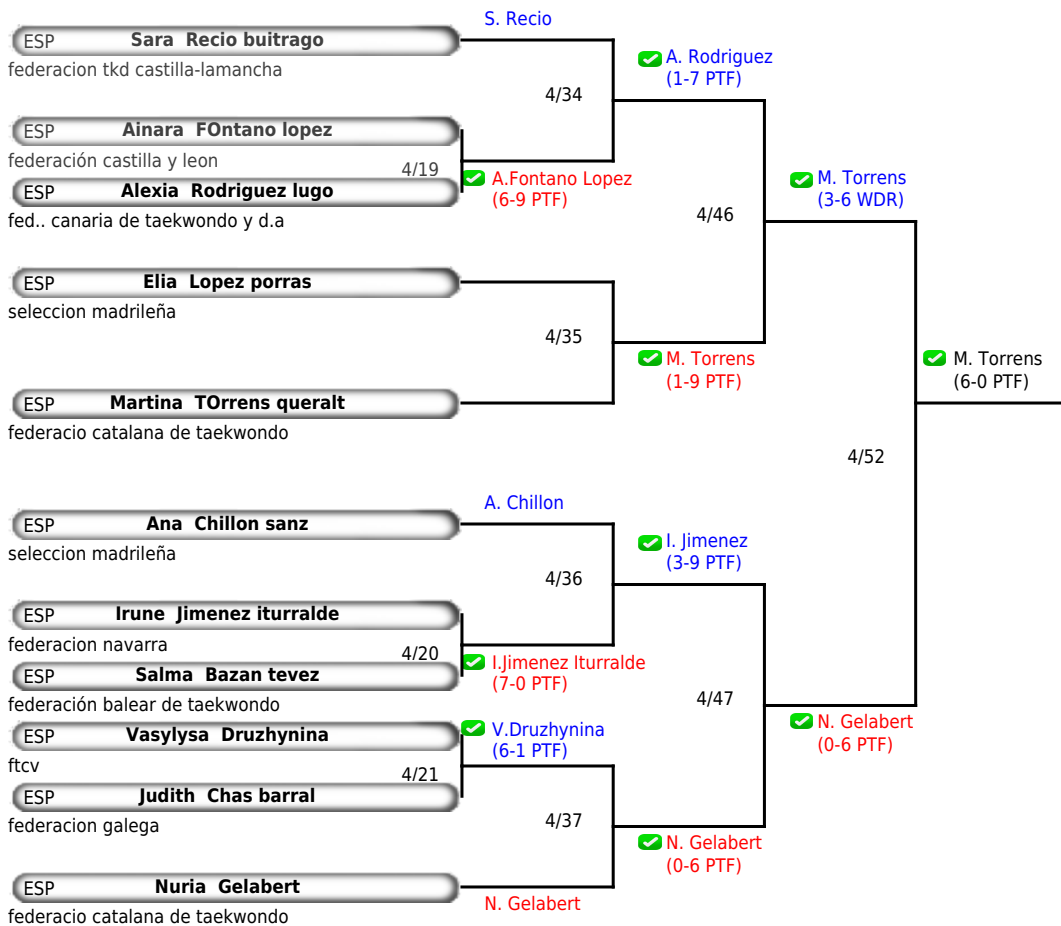 S. Recio
ESP Sara Recio buitrago
federacion tkd castilla-lamancha
A. Rodriguez
(1-7 PTF)
4/34
ESP Ainara FOntano lopez
federación castilla y leon
4/19
A.Fontano Lopez
(6-9 PTF)
ESP Alexia Rodriguez lugo
fed.. canaria de taekwondo y d.a
M. Torrens
(3-6 WDR)
4/46
ESP Elia Lopez porras
seleccion madrileña
4/35
M. Torrens
(1-9 PTF)
M. Torrens
(6-0 PTF)
ESP Martina TOrrens queralt
federacio catalana de taekwondo
4/52
A. Chillon
ESP Ana Chillon sanz
seleccion madrileña
I. Jimenez
(3-9 PTF)
4/36
ESP Irune Jimenez iturralde
federacion navarra
4/20
I.Jimenez Iturralde
(7-0 PTF)
ESP Salma Bazan tevez
federación balear de taekwondo
4/47
N. Gelabert
(0-6 PTF)
ESP Vasylysa Druzhynina
ftcv
V.Druzhynina
(6-1 PTF)
4/21
ESP Judith Chas barral
federacion galega
4/37
N. Gelabert
(0-6 PTF)
ESP Nuria Gelabert
federacio catalana de taekwondo
N. Gelabert